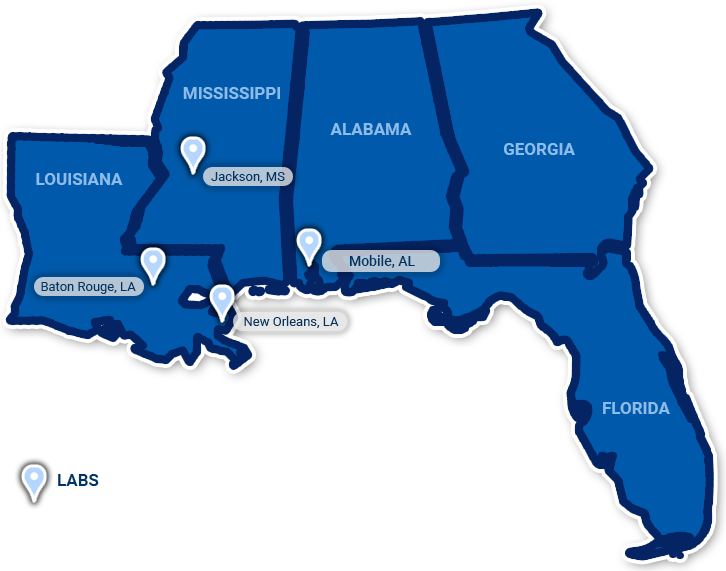 MISSISSIPPI
ALABAMA
GEORGIA
LOUISIANA
Jackson, MS
Mobile, AL
Baton Rouge, LA
New Orleans, LA
FLORIDA
LABS